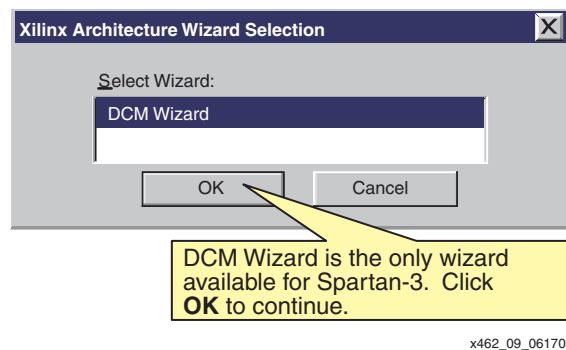 Xilinx Architecture Wizard Selection
Select Wizard:
DCM Wizard
OK
Cancel
DCM Wizard is the only wizard
available for Spartan-3. Click
OK to continue.
x462_09_06170